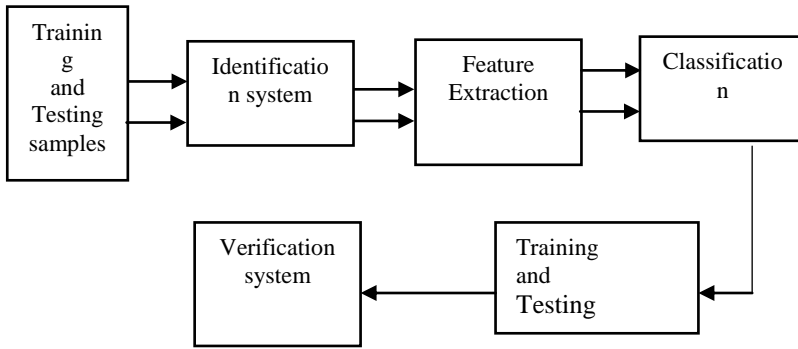 Trainin
g
and
Testing
samples
Identificatio
n system
Feature
Extraction
Classificatio
n
Verification
system
Training
and
Testing